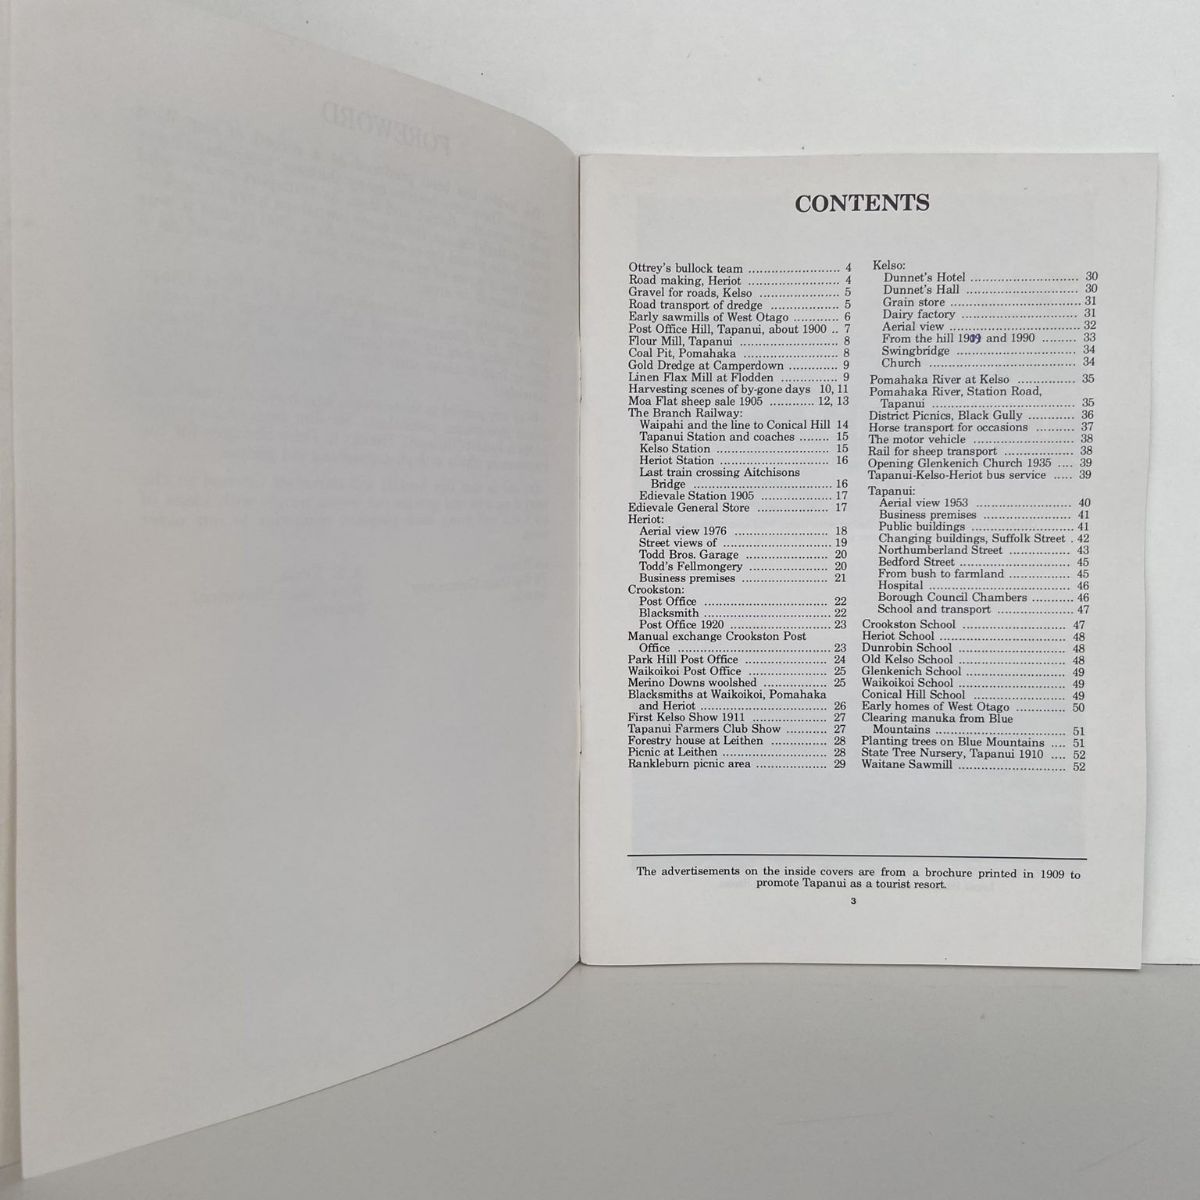 CONTENTS
Ottrey's bullock team ........................ 4
Road making, Heriot ........................ 4
Gravel for roads, Kelso ..................... 5
Road transport of dredge .................. 5
Early sawmills of West Otago ............ 6
Post Office Hill, Tapanui, about 1900 .. 7
Flour Mill, Tapanui .......................... 8
Coal Pit, Pomahaka .......................... 8
Gold Dredge at Camperdown ............. 9
Linen Flax Mill at Flodden ............. 9
Harvesting scenes of by-gone days 10, 11
Moa Flat sheep sale 1905 ............ 12, 13
The Branch Railway:
Waipahi and the line to Conical Hill 14
Tapanui Station and coaches ........ 15
Kelso Station ............................. 15
Heriot Station ............................. 16
Last train crossing Aitchisons
Bridge ..................................... 16
Edievale Station 1905 ................... 17
Edievale General Store .................... 17
Heriot:
Aerial view 1976 .......................... 18
Street views of ............................. 19
Todd Bros. Garage ...................... 20
Todd's Fellmongery ..................... 20
Business premises ........................ 21
Crookston:
Post Office ................................. 22
Blacksmith ................................. 22
Post Office 1920 .......................... 23
Manual exchange Crookston Post
Office ........................................ 23
Park Hill Post Office ...................... 24
Waikoikoi Post Office ..................... 25
Merino Downs woolshed ................. 25
Blacksmiths at Waikoikoi, Pomahaka
and Heriot ................................. 26
First Kelso Show 1911 .................... 27
Tapanui Farmers Club Show ........... 27
Forestry house at Leithen ............... 28
Picnic at Leithen ............................ 28
Rankleburn picnic area ................... 29
Kelso:
Dunnet's Hotel ............................ 30
Dunnet's Hall ............................. 30
Grain store .................................. 31
Dairy factory ............................... 31
Aerial view .................................. 32
From the hill 1909 and 1990 ......... 33
Swingbridge ................................ 34
Church ....................................... 34
Pomahaka River at Kelso ............... 35
Pomahaka River, Station Road,
Tapanui ..................................... 35
District Picnics, Black Gully ............. 36
Horse transport for occasions .......... 37
The motor vehicle .......................... 38
Rail for sheep transport .................. 38
Opening Glenkenich Church 1935 .... 39
Tapanui-Kelso-Heriot bus service ..... 39
Tapanui:
Aerial view 1953 ......................... 40
Business premises ....................... 41
Public buildings ........................... 41
Changing buildings, Suffolk Street . 42
Northumberland Street ................ 43
Bedford Street ............................. 45
From bush to farmland ................ 45
Hospital ...................................... 46
Borough Council Chambers ........... 46
School and transport .................... 47
Crookston School ........................... 47
Heriot School ................................. 48
Dunrobin School ............................. 48
Old Kelso School ............................ 48
Glenkenich School .......................... 49
Waikoikoi School ............................ 49
Conical Hill School ......................... 49
Early homes of West Otago ............. 50
Clearing manuka from Blue
Mountains .................................. 51
Planting trees on Blue Mountains .... 51
State Tree Nursery, Tapanui 1910 .... 52
Waitane Sawmill ............................ 52
The advertisements on the inside covers are from a brochure printed in 1909 to
promote Tapanui as a tourist resort.
3